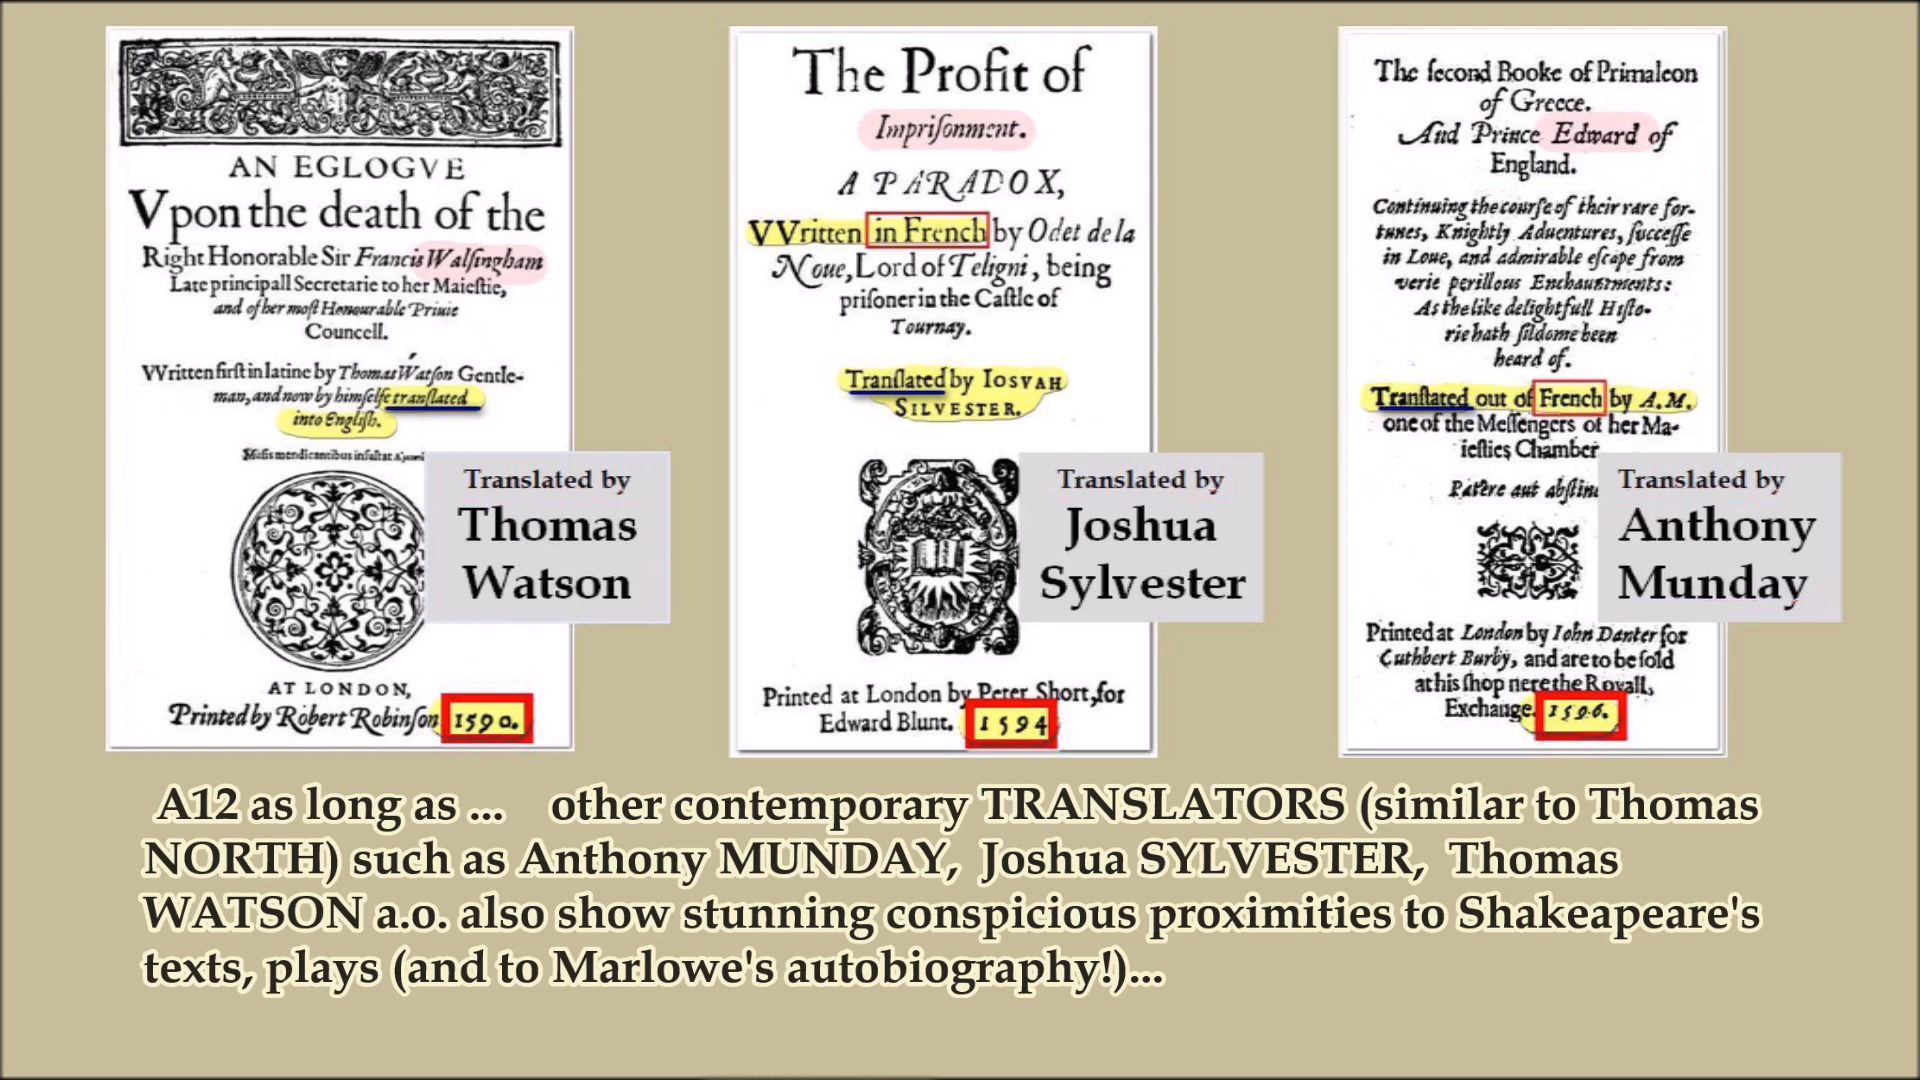 AN EGLOGVE
Vpon the death of the
Right Honorable Sir Francis Walſingham
Late principall Secretarie to her Maieſtie,
and of her moſt Honourable Priuie
Councell.
VVritten firſt in latine by Thomas Watſon Gentle-
man, and now by himſelfe tranſlated
into Engliſh.
Muſis mendicantibus inſultat
AT LONDON,
Printed by Robert Robinſon 1590.
Translated by
Thomas
Watson
The Profit of
Impriſonment.
A PARADOX,
VVritten in French by Odet de la
Noue, Lord of Teligni, being
priſoner in the Caſtle of
Tournay.
Tranſlated by IOSVAH
SILVESTER.
Printed at London by Peter Short, for
Edward Blunt. 1594
Translated by
Joshua
Sylvester
The ſecond Booke of Primaleon
of Greece.
And Prince Edward of
England.
Continuing the courſe of their rare for-
tunes, Knightly Aduentures, ſucceſſe
in Loue, and admirable eſcape from
verie perillous Enchauntments:
As the like delightfull Hiſto-
rie hath ſildome been
heard of.
Tranſlated out of French by A.M.
one of the Meſſengers of her Ma-
ieſties Chamber
Patere aut abſtine
Printed at London by Iohn Danter for
Cuthbert Burby, and are to be ſold
at his ſhop nere the Royall,
Exchange. 1596.
Translated by
Anthony
Munday
A12 as long as ... other contemporary TRANSLATORS (similar to Thomas
NORTH) such as Anthony MUNDAY, Joshua SYLVESTER, Thomas
WATSON a.o. also show stunning conspicious proximities to Shakeapeare's
texts, plays (and to Marlowe's autobiography!)...